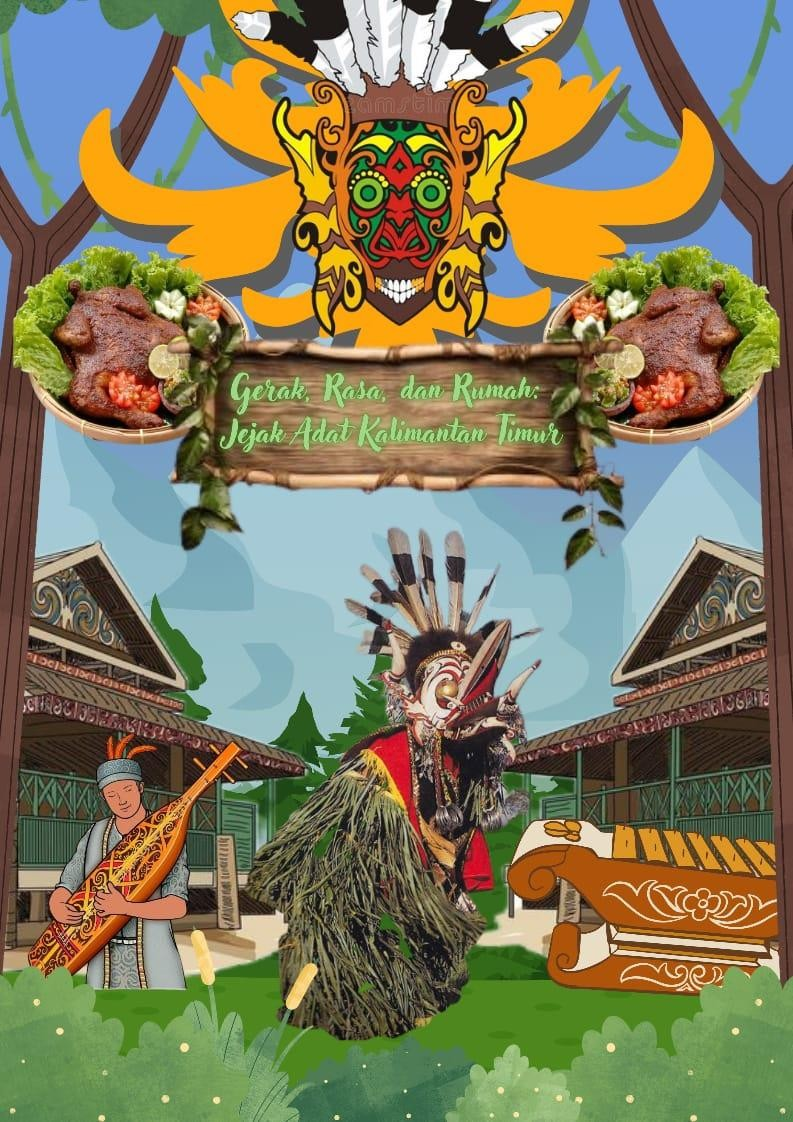 Gerak, Rasa, dan Rumah:
Jejak Adat Kalimantan Timur